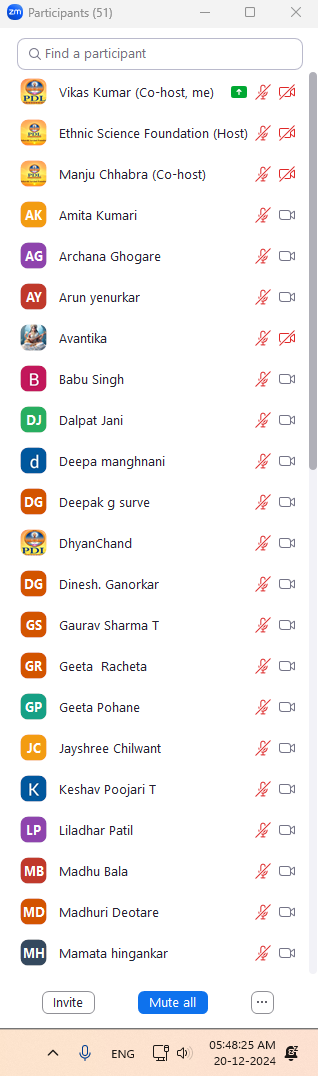 zm Participants (51)
Find a participant
PDI Vikas Kumar (Co-host, me)
PDI Ethnic Science Foundation (Host)
PDI Manju Chhabra (Co-host)
AK Amita Kumari
AG Archana Ghogare
AY Arun yenurkar
Avantika
B Babu Singh
DJ Dalpat Jani
d Deepa manghnani
DG Deepak g surve
PDI DhyanChand
DG Dinesh. Ganorkar
GS Gaurav Sharma T
GR Geeta  Racheta
GP Geeta Pohane
JC Jayshree Chilwant
K Keshav Poojari T
LP Liladhar Patil
MB Madhu Bala
MD Madhuri Deotare
MH Mamata hingankar
Invite Mute all ...
ENG 05:48:25 AM
20-12-2024